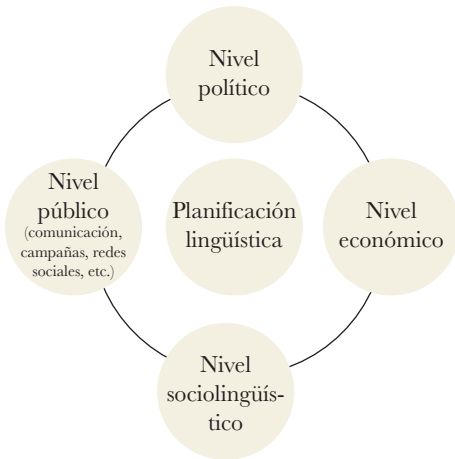 Nivel
político
Nivel
público
(comunicación,
campañas, redes
sociales, etc.)
Planificación
lingüística
Nivel
económico
Nivel
sociolingüís-
tico